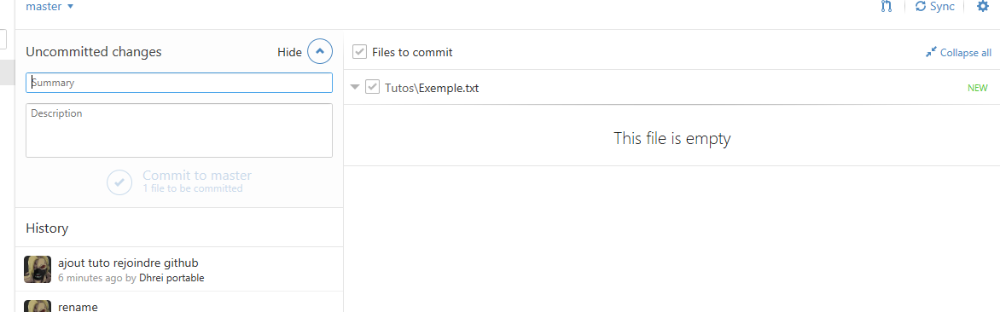 master
Sync
Uncommitted changes
Hide
Summary
Description
Commit to master
1 file to be committed
Files to commit
Collapse all
Tutos\Exemple.txt
NEW
This file is empty
History
ajout tuto rejoindre github
6 minutes ago by Dhrei portable
rename